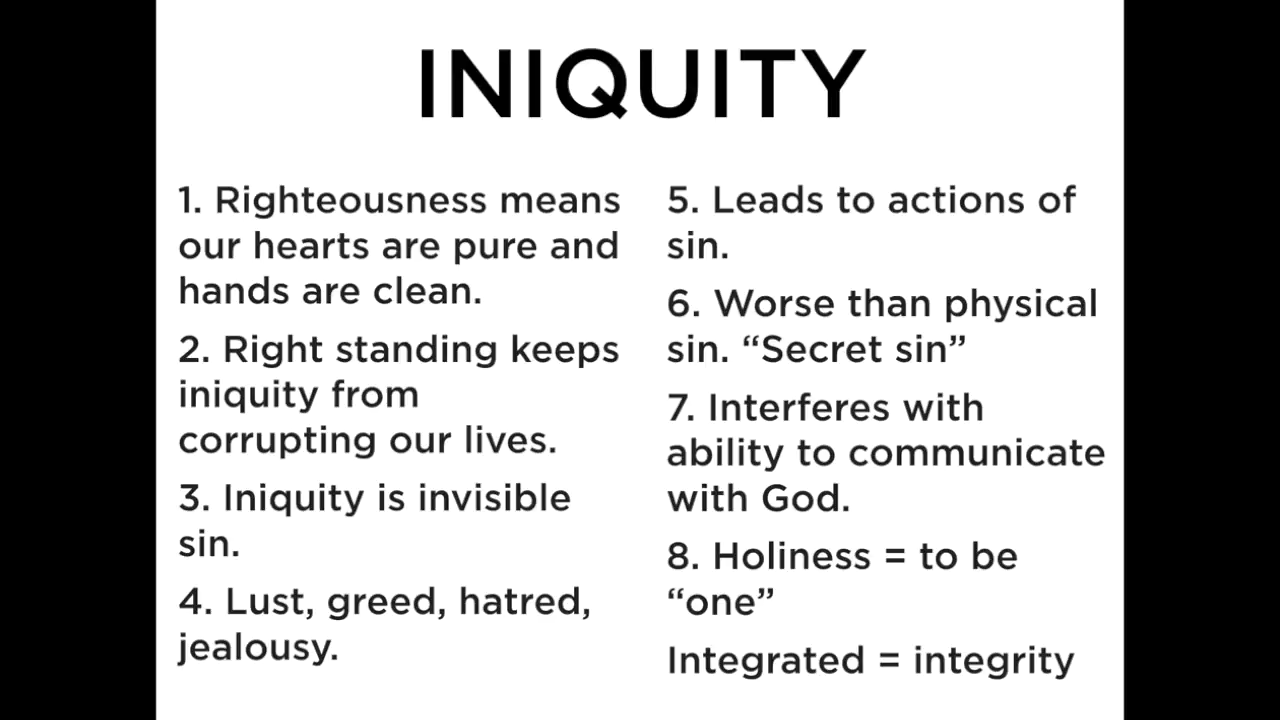 INIQUITY
1. Righteousness means
our hearts are pure and
hands are clean.
2. Right standing keeps
iniquity from
corrupting our lives.
3. Iniquity is invisible
sin.
4. Lust, greed, hatred,
jealousy.
5. Leads to actions of
sin.
6. Worse than physical
sin. “Secret sin”
7. Interferes with
ability to communicate
with God.
8. Holiness = to be
“one”
Integrated = integrity